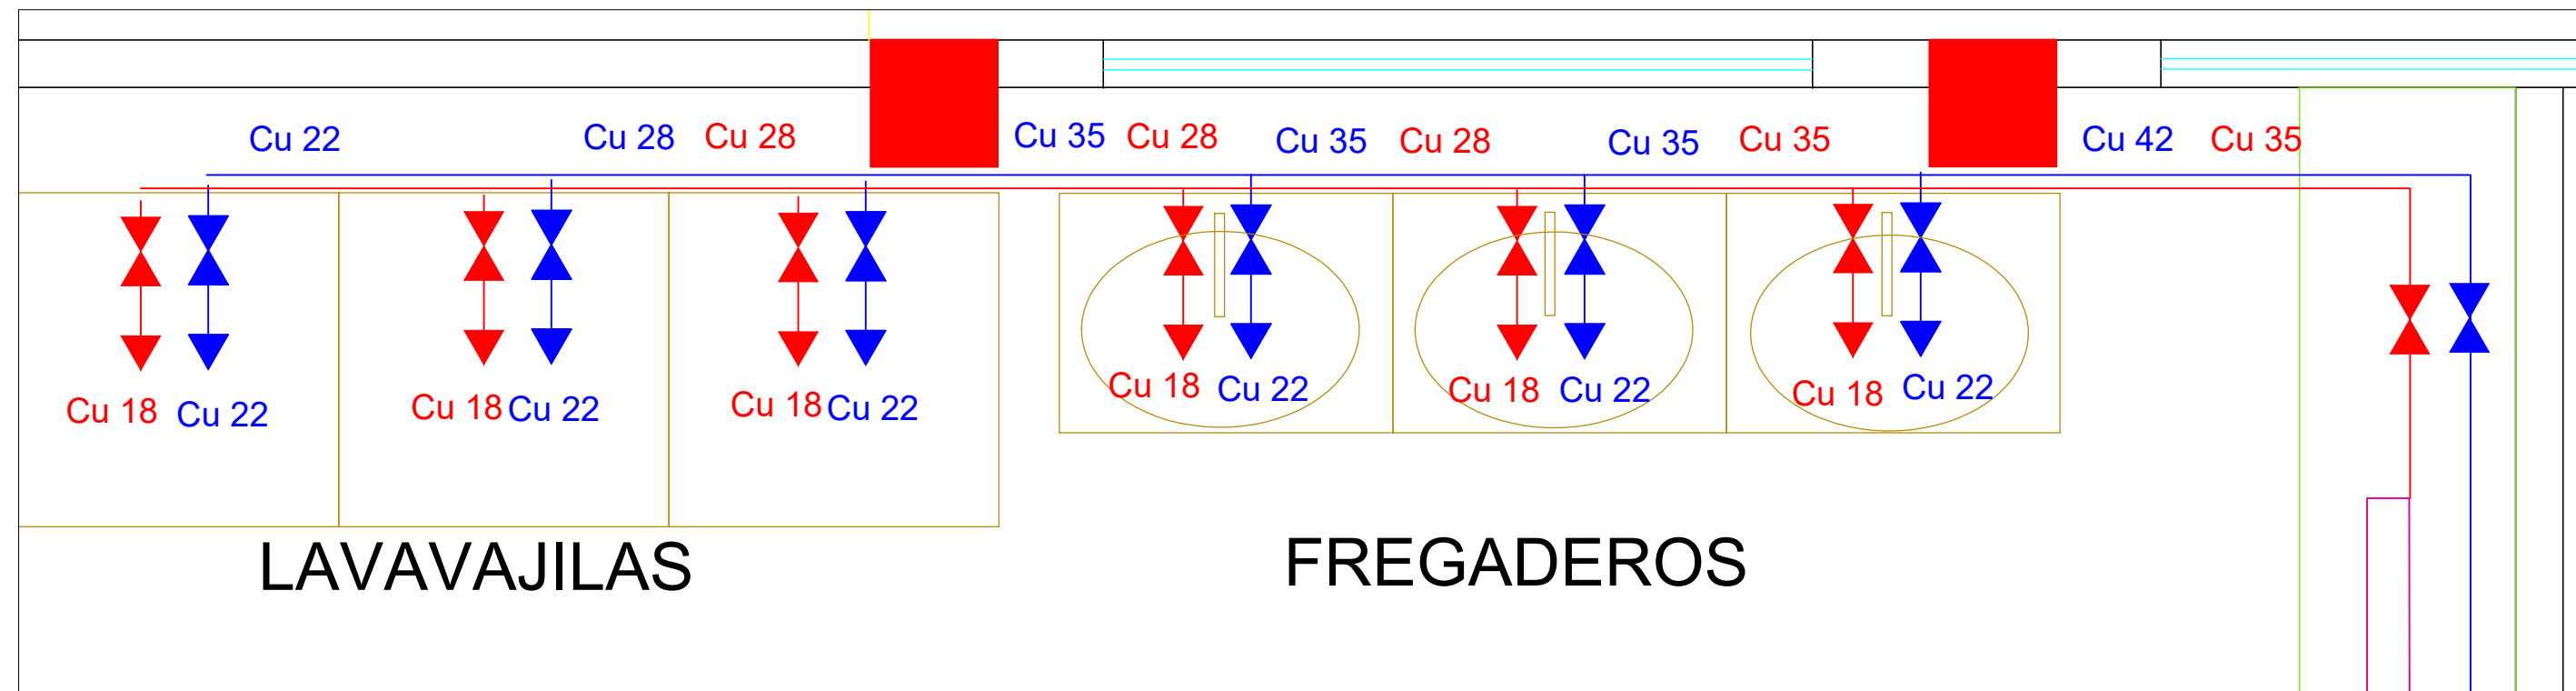 Cu 22 Cu 28 Cu 28 Cu 35 Cu 28 Cu 35 Cu 28 Cu 35 Cu 35 Cu 42 Cu 35
Cu 18 Cu 22 Cu 18 Cu 22 Cu 18 Cu 22 Cu 18 Cu 22 Cu 18 Cu 22 Cu 18 Cu 22
LAVAVAJILAS FREGADEROS